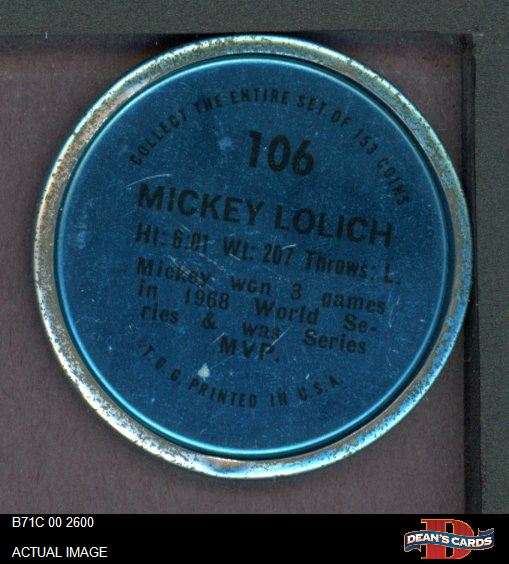 COLLECT THE ENTIRE SET OF 153 COINS
106
MICKEY LOLICH
Ht: 6.01 Wt: 207 Throws: L.
Mickey won 3 games
in 1968 World Se-
ries & was Series
MVP.
T.C.G. PRINTED IN U.S.A.
B71C 00 2600
ACTUAL IMAGE
D
DEAN'S CARDS